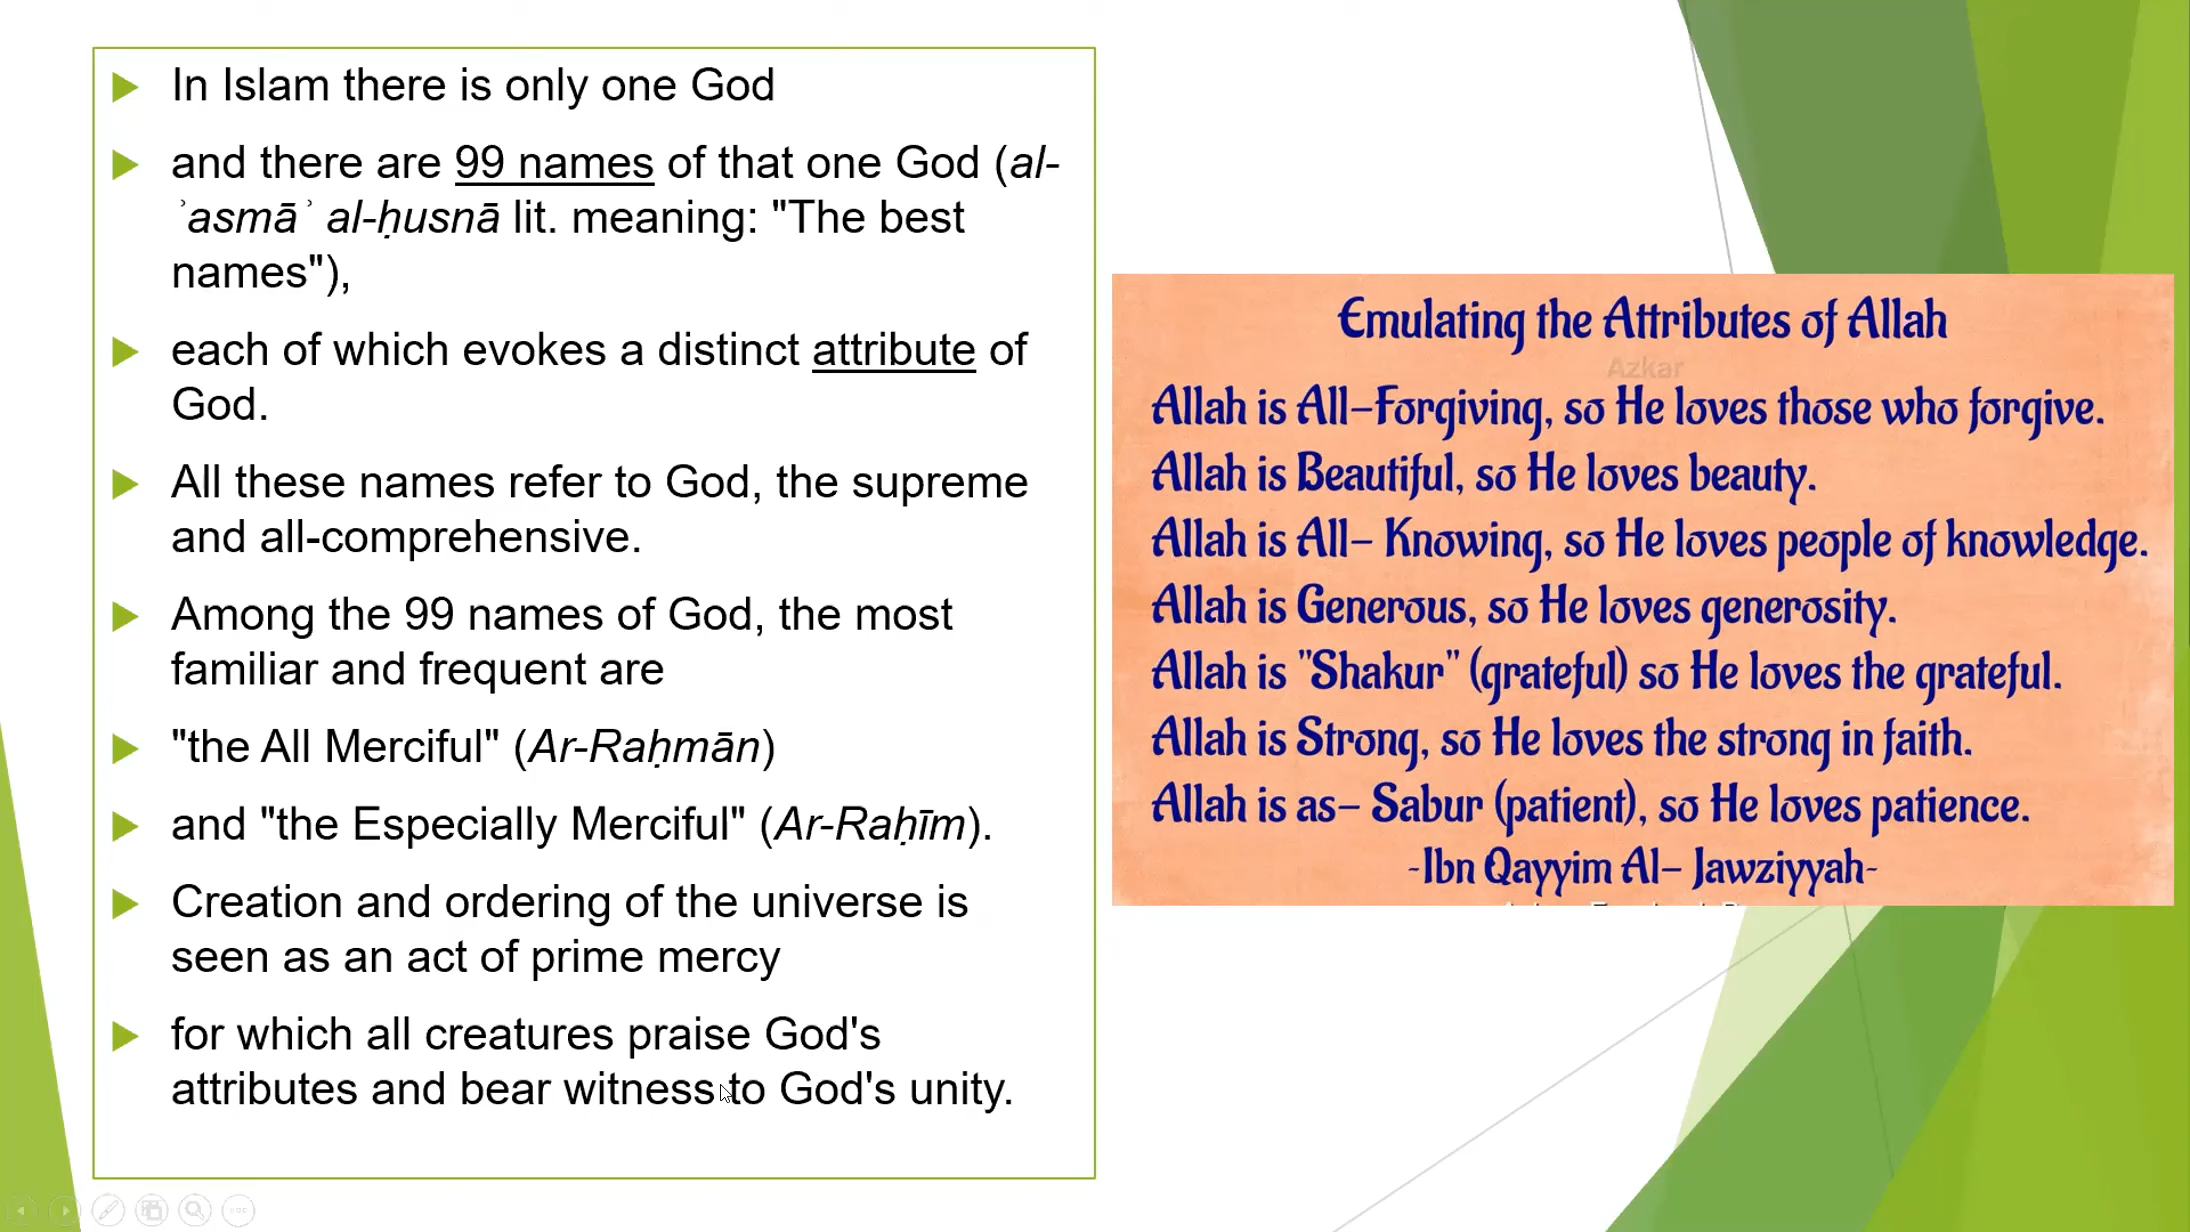 In Islam there is only one God
and there are 99 names of that one God (al-
ʾasmāʾ al-ḥusnā lit. meaning: "The best
names"),
each of which evokes a distinct attribute of
God.
All these names refer to God, the supreme
and all-comprehensive.
Among the 99 names of God, the most
familiar and frequent are
"the All Merciful" (Ar-Raḥmān)
and "the Especially Merciful" (Ar-Raḥīm).
Creation and ordering of the universe is
seen as an act of prime mercy
for which all creatures praise God's
attributes and bear witness to God's unity.
Emulating the Attributes of Allah
Azkar
Allah is All-Forgiving, so He loves those who forgive.
Allah is Beautiful, so He loves beauty.
Allah is All- Knowing, so He loves people of knowledge.
Allah is Generous, so He loves generosity.
Allah is "Shakur" (grateful) so He loves the grateful.
Allah is Strong, so He loves the strong in faith.
Allah is as- Sabur (patient), so He loves patience.
-Ibn Qayyim Al- Jawziyyah-